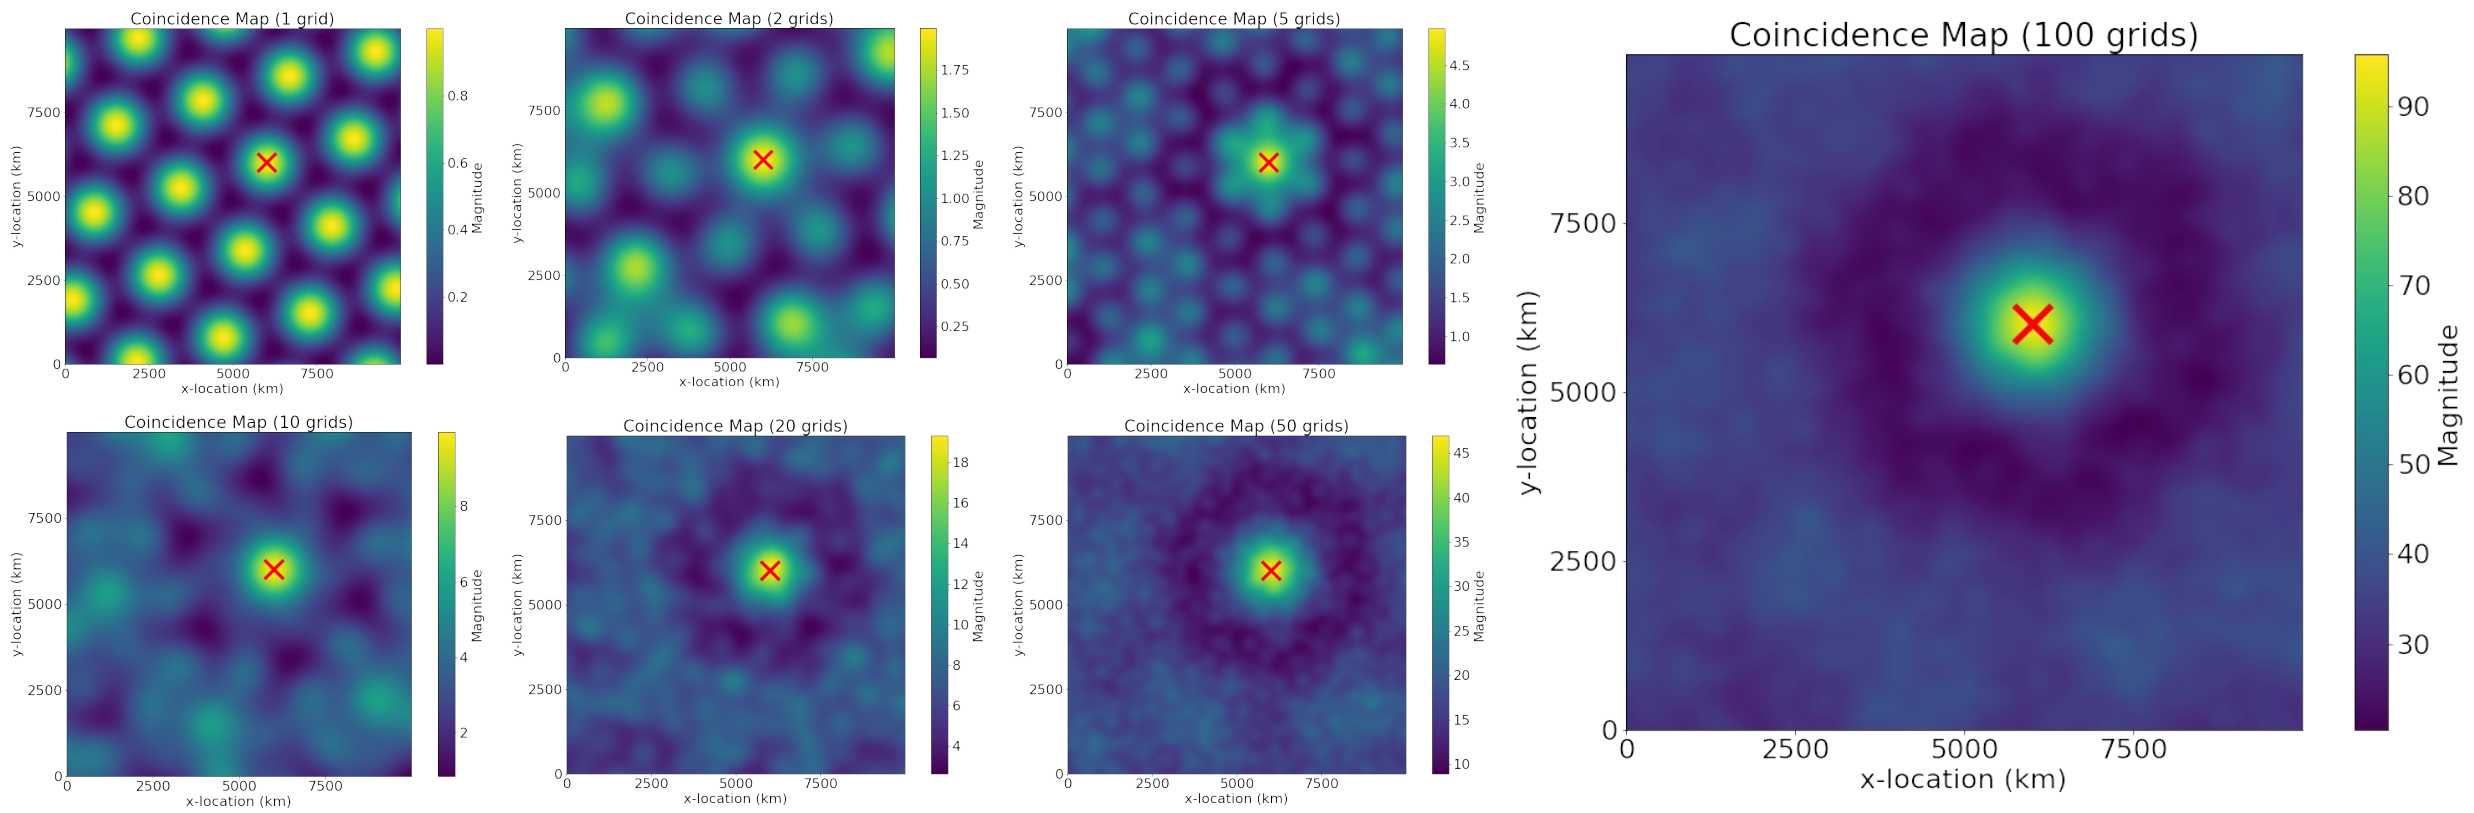 Coincidence Map (1 grid)
y-location (km)
7500
5000
2500
0
0 2500 5000 7500
x-location (km)
0.8
0.6
0.4
0.2
Magnitude
Coincidence Map (2 grids)
y-location (km)
7500
5000
2500
0
0 2500 5000 7500
x-location (km)
1.75
1.50
1.25
1.00
0.75
0.50
0.25
Magnitude
Coincidence Map (5 grids)
y-location (km)
7500
5000
2500
0
0 2500 5000 7500
x-location (km)
4.5
4.0
3.5
3.0
2.5
2.0
1.5
1.0
Magnitude
Coincidence Map (10 grids)
y-location (km)
7500
5000
2500
0
0 2500 5000 7500
x-location (km)
8
6
4
2
Magnitude
Coincidence Map (20 grids)
y-location (km)
7500
5000
2500
0
0 2500 5000 7500
x-location (km)
18
16
14
12
10
8
6
4
Magnitude
Coincidence Map (50 grids)
y-location (km)
7500
5000
2500
0
0 2500 5000 7500
x-location (km)
45
40
35
30
25
20
15
10
Magnitude
Coincidence Map (100 grids)
y-location (km)
7500
5000
2500
0
0 2500 5000 7500
x-location (km)
90
80
70
60
50
40
30
Magnitude